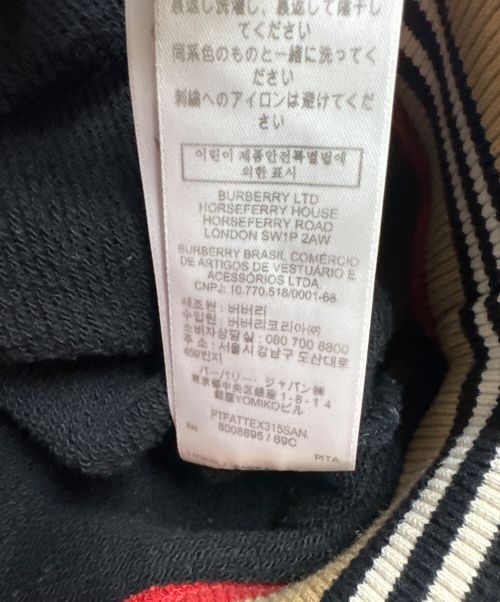 裏返し洗濯し、裏返して陰干し
てください
同系色のものと一緒に洗ってく
ださい
刺繍へのアイロンは避けてくだ
さい
어린이 제품안전특별법에
의한 표시
BURBERRY LTD
HORSEFERRY HOUSE
HORSEFERRY ROAD
LONDON SW1P 2AW
BURBERRY BRASIL COMÉRCIO
DE ARTIGOS DE VESTUÁRIO E
ACESSÓRIOS LTDA.
CNPJ: 10.770.518/0001-68
제조원 : 버버리
수입원 : 버버리코리아㈜
소비자상담실 : 080 700 8800
주소 : 서울시강남구 도산대로
459번지
バーバリー・ジャパン㈱
東京都中央区銀座 1-8-14
銀座YOMIKOビル
PTFATTEX315SAN
8008895 / 69C
PITA